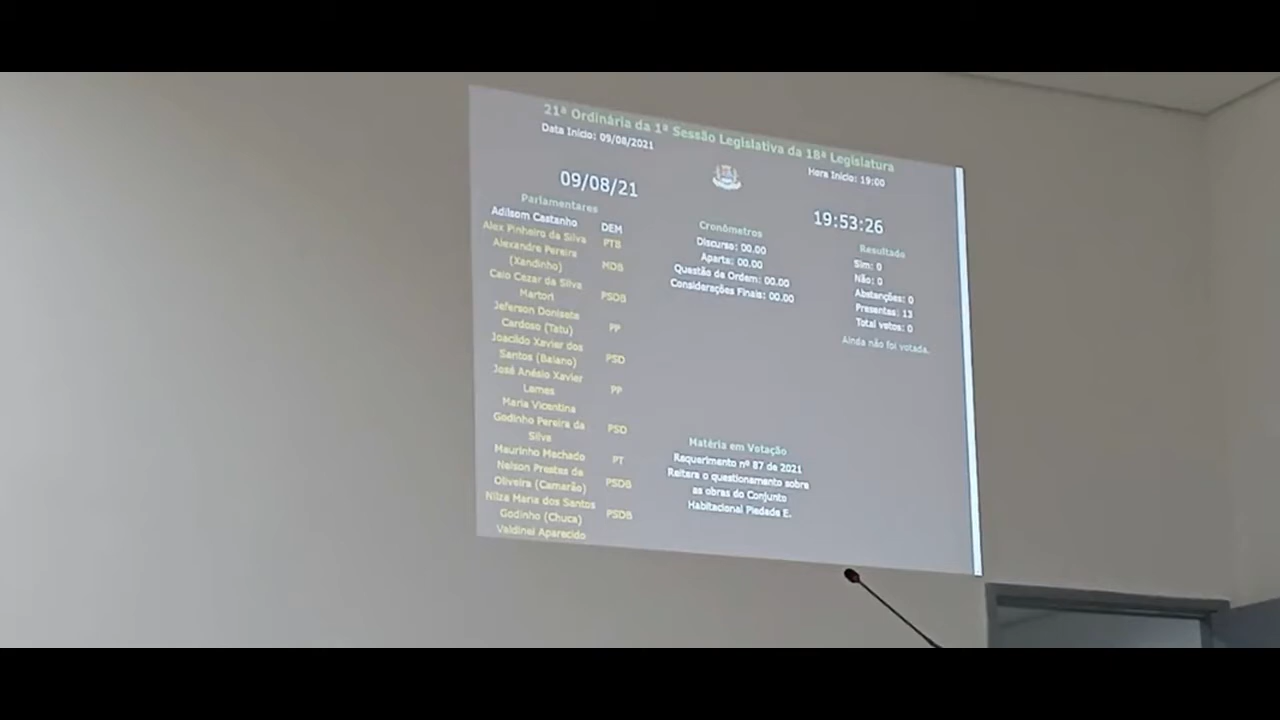 21ª Ordinária da 1ª Sessão Legislativa da 18ª Legislatura
Data Início: 09/08/2021
Hora Início: 19:00
09/08/21
19:53:26
Parlamentares
Adilsom Castanho DEM
Alex Pinheiro da Silva PTB
Alexandre Pereira
(Xandinho) MDB
Caio Cezar da Silva
Martori PSDB
Jeferson Donisete
Cardoso (Tatu) PP
Joacildo Xavier dos
Santos (Baiano) PSD
José Anésio Xavier
Lemes PP
Maria Vicentina
Godinho Pereira da
Silva PSD
Maurinho Machado PT
Nelson Prestes de
Oliveira (Camarão) PSDB
Nilza Maria dos Santos
Godinho (Chuca) PSDB
Valdinei Aparecido
Cronômetros
Discurso: 00.00
Aparte: 00.00
Questão de Ordem: 00.00
Considerações Finais: 00.00
Resultado
Sim: 0
Não: 0
Abstenções: 0
Presentes: 13
Total votos: 0
Ainda não foi votada.
Matéria em Votação
Requerimento nº 87 de 2021
Reitera o questionamento sobre
as obras do Conjunto
Habitacional Piedade E.